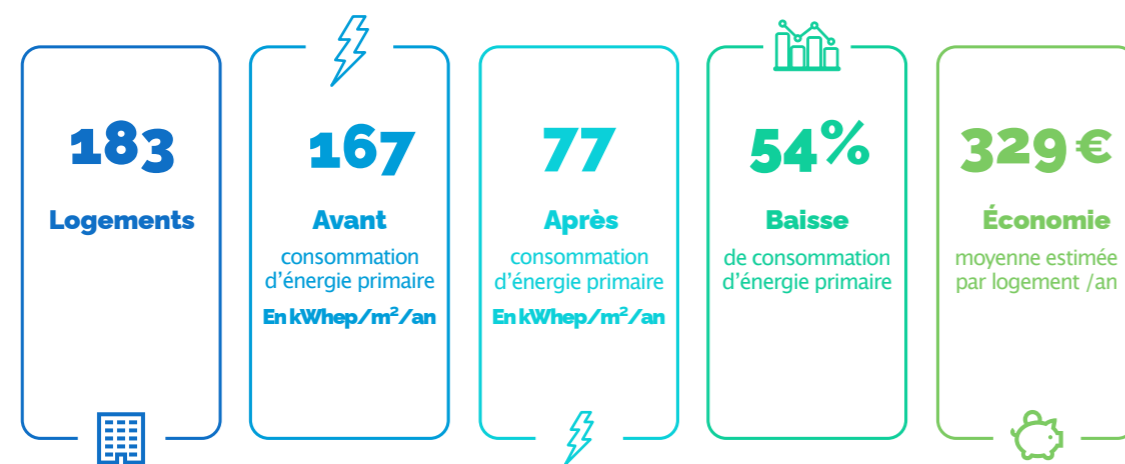 183
Logements
167
Avant
consommation
d'énergie primaire
En kWhep/m²/an
77
Après
consommation
d'énergie primaire
En kWhep/m²/an
54%
Baisse
de consommation
d'énergie primaire
329 €
Économie
moyenne estimée
par logement /an